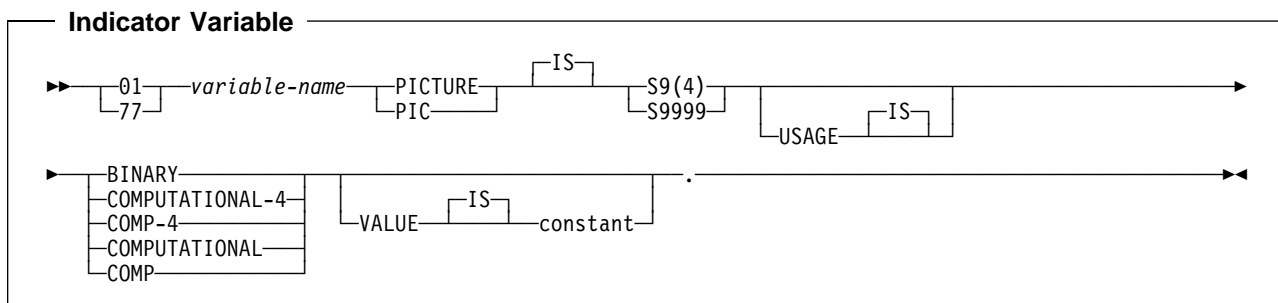 Indicator Variable
IS IS
01 variable-name PICTURE S9(4)
77 PIC S9999 USAGE IS
BINARY .
COMPUTATIONAL-4 IS
COMP-4 VALUE constant
COMPUTATIONAL
COMP